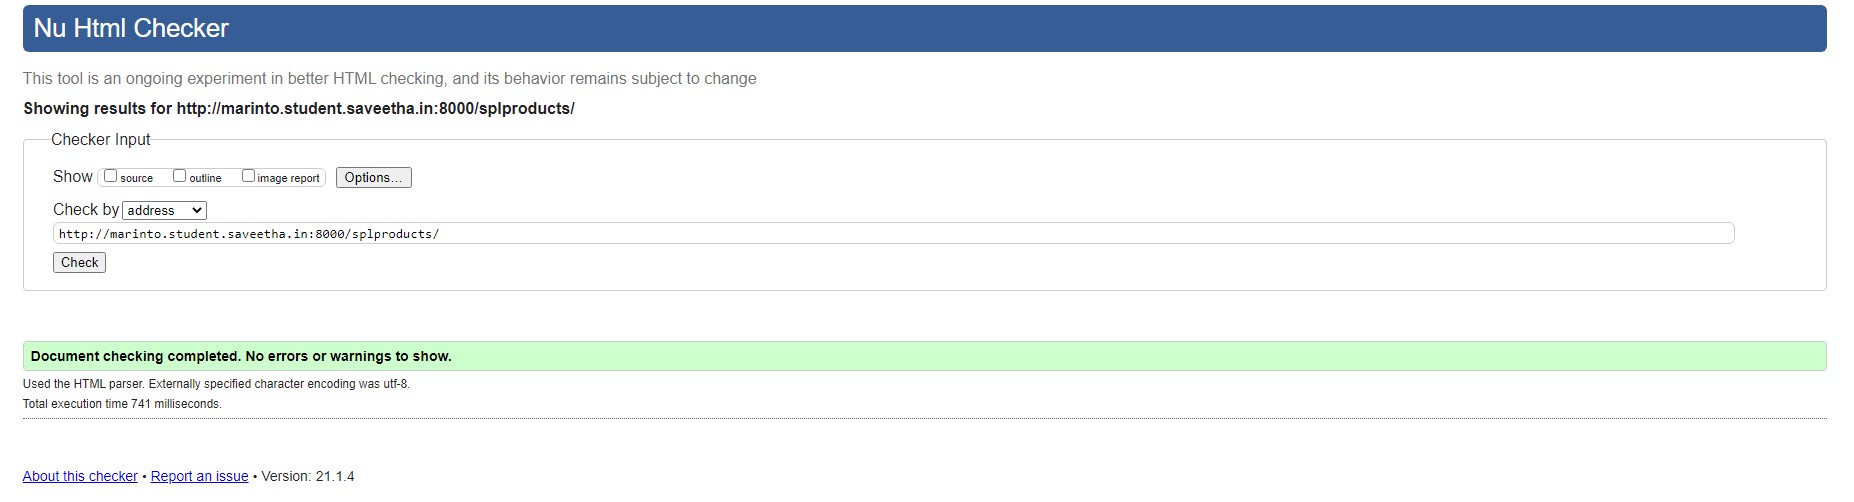 Nu Html Checker
This tool is an ongoing experiment in better HTML checking, and its behavior remains subject to change
Showing results for http://marinto.student.saveetha.in:8000/splproducts/
Checker Input
Show source outline image report Options...
Check by address
http://marinto.student.saveetha.in:8000/splproducts/
Check
Document checking completed. No errors or warnings to show.
Used the HTML parser. Externally specified character encoding was utf-8.
Total execution time 741 milliseconds.
About this checker • Report an issue • Version: 21.1.4